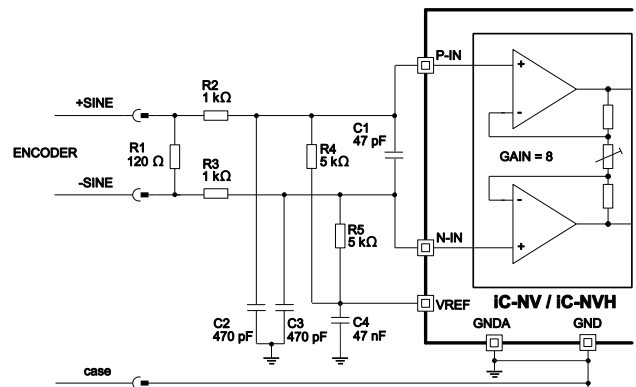 P-IN
+SINE
R2
1 kΩ
R1
120 Ω
ENCODER
C1
47 pF
R4
5 kΩ
GAIN = 8
-SINE
R3
1 kΩ
R5
5 kΩ
N-IN
VREF
iC-NV / iC-NVH
C2
470 pF
C3
470 pF
C4
47 nF
GNDA
GND
case
+
-
-
+